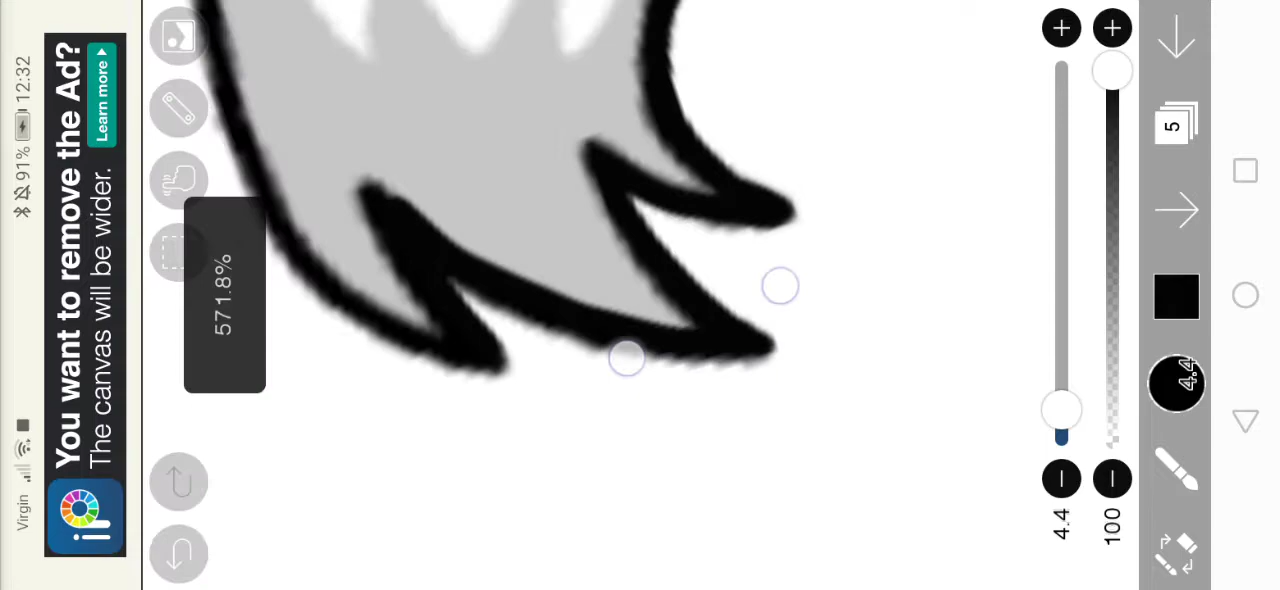 Virgin
91% 12:32
iP
You want to remove the Ad?
The canvas will be wider.
Learn more
571.8%
4.4
100
4.4
5